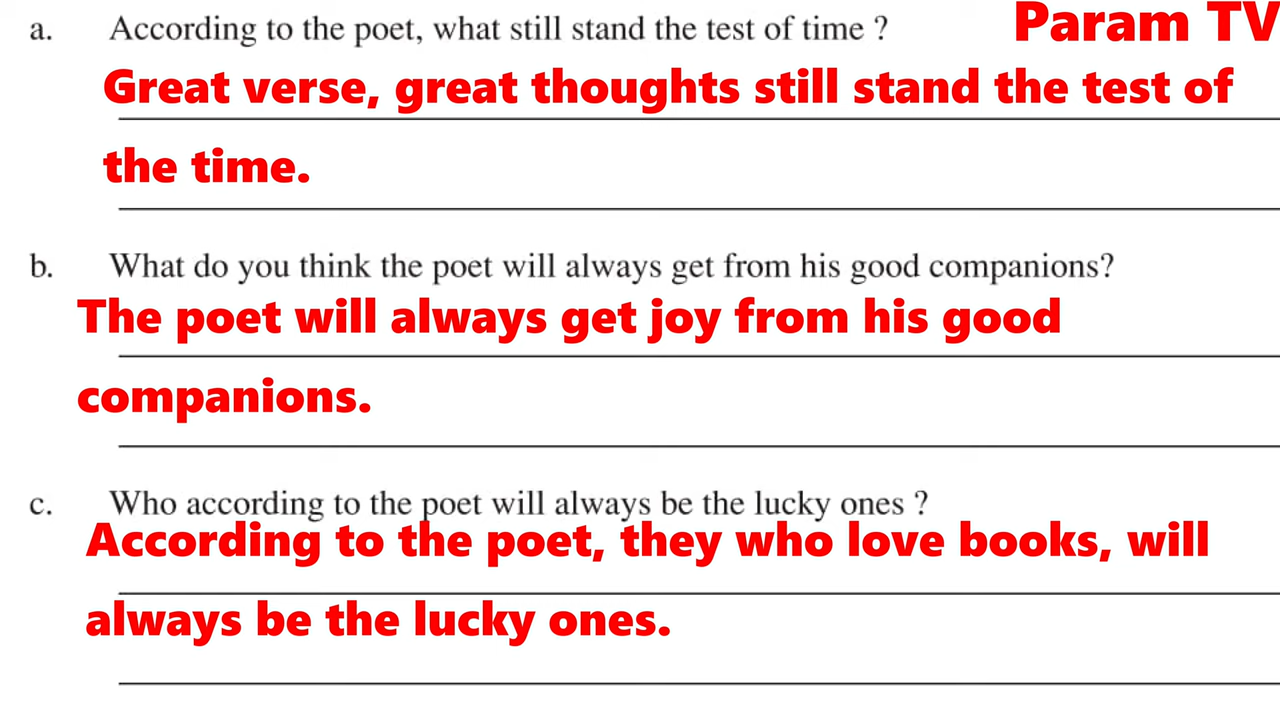 a. According to the poet, what still stand the test of time ?
Param TV
Great verse, great thoughts still stand the test of
the time.
b. What do you think the poet will always get from his good companions?
The poet will always get joy from his good
companions.
c. Who according to the poet will always be the lucky ones ?
According to the poet, they who love books, will
always be the lucky ones.